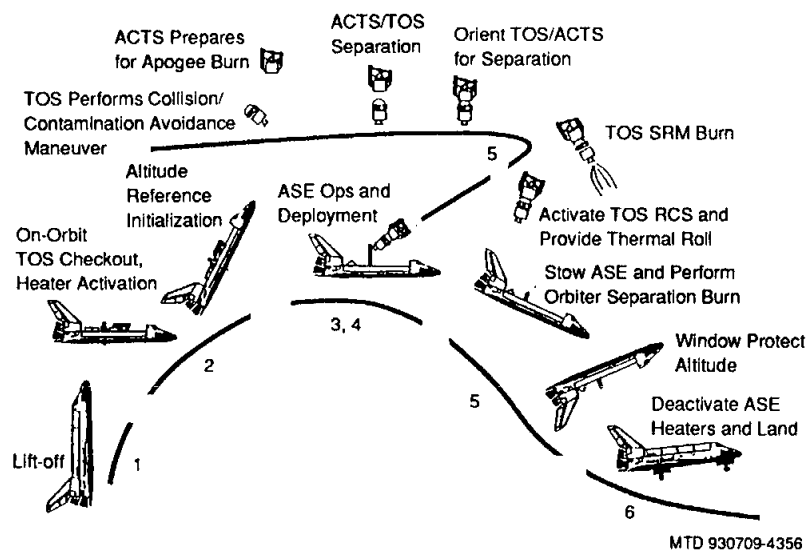 ACTS Prepares
for Apogee Burn
ACTS/TOS
Separation
Orient TOS/ACTS
for Separation
TOS Performs Collision/
Contamination Avoidance
Maneuver
5
TOS SRM Burn
Altitude
Reference
Initialization
ASE Ops and
Deployment
Activate TOS RCS and
Provide Thermal Roll
On-Orbit
TOS Checkout,
Heater Activation
Stow ASE and Perform
Orbiter Separation Burn
3, 4
2
Window Protect
Altitude
5
Deactivate ASE
Heaters and Land
Lift-off
1
6
MTD 930709-4356